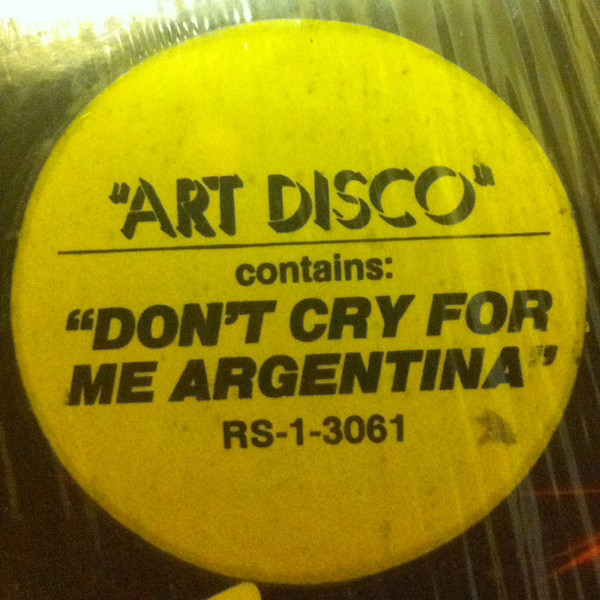 "ART DISCO"
contains:
"DON'T CRY FOR
ME ARGENTINA"
RS-1-3061